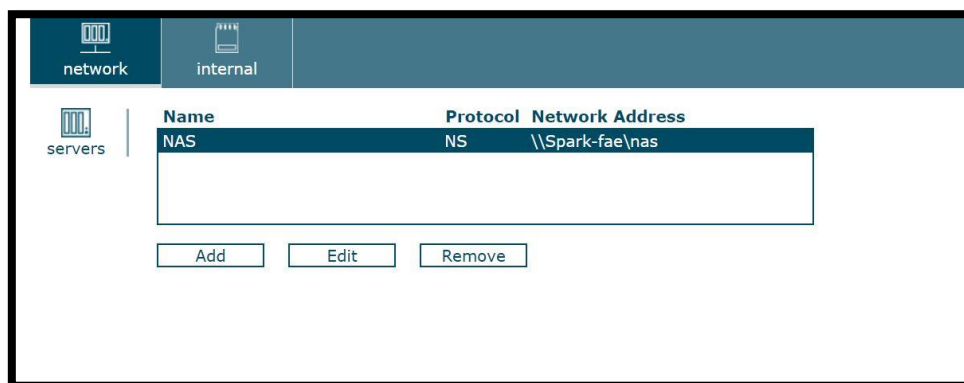 network internal
servers
Name Protocol Network Address
NAS NS \\Spark-fae\nas
Add Edit Remove